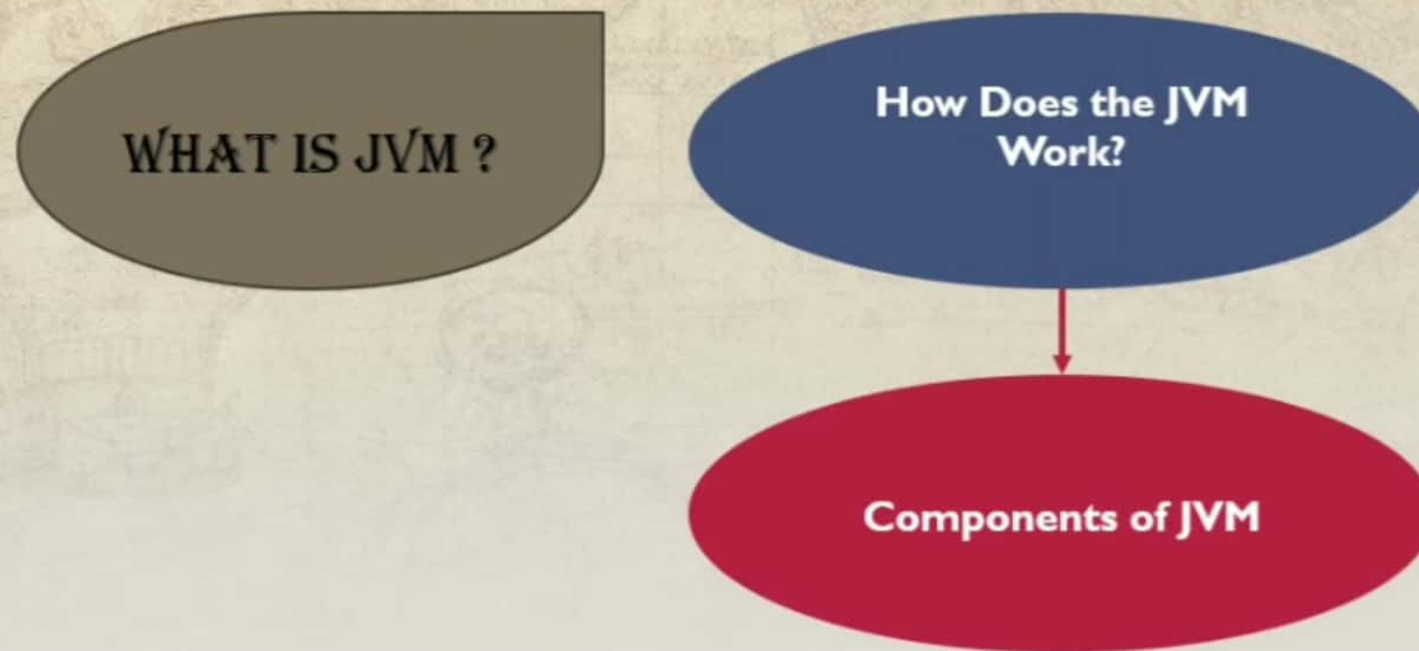 WHAT IS JVM ?
How Does the JVM
Work?
Components of JVM